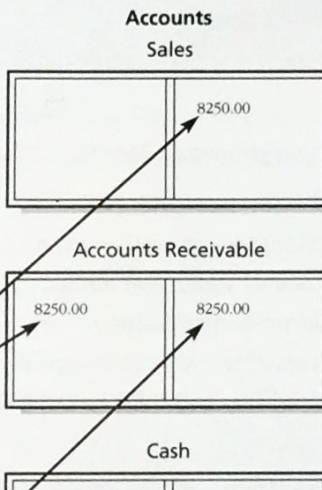 Accounts
Sales
8250.00
Accounts Receivable
8250.00 8250.00
Cash